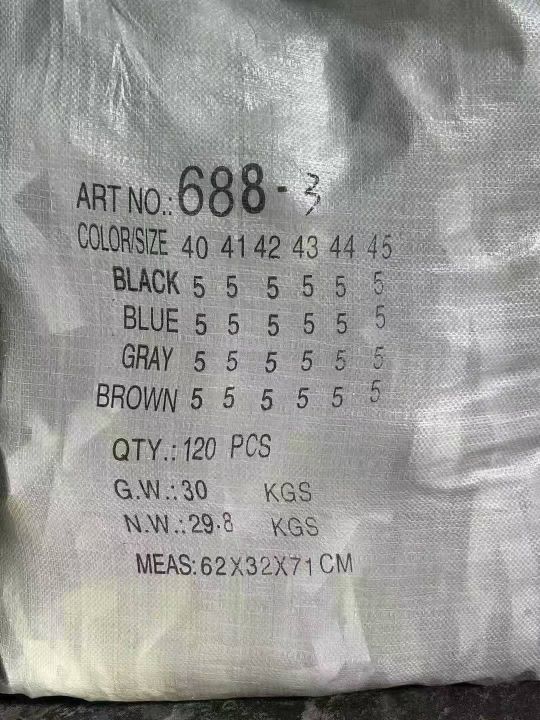 ART NO.: 688-3
COLOR/SIZE 40 41 42 43 44 45
BLACK 5 5 5 5 5 5
BLUE 5 5 5 5 5 5
GRAY 5 5 5 5 5 5
BROWN 5 5 5 5 5 5
QTY.: 120 PCS
G.W.: 30 KGS
N.W.: 29.8 KGS
MEAS: 62X32X71 CM